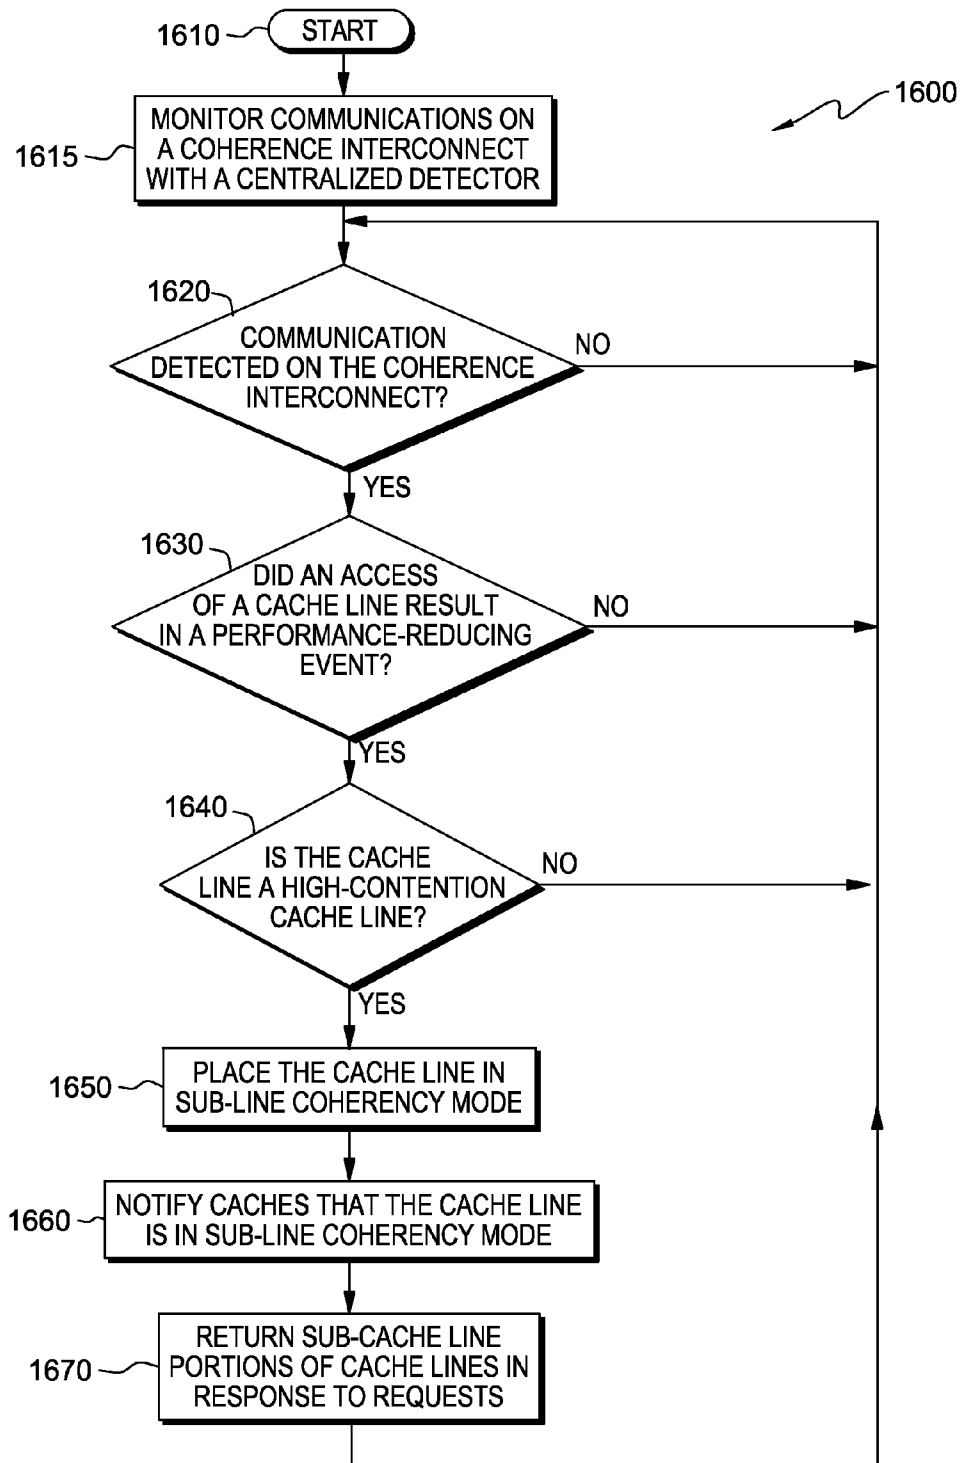 1610
START
1600
1615
MONITOR COMMUNICATIONS ON
A COHERENCE INTERCONNECT
WITH A CENTRALIZED DETECTOR
1620
COMMUNICATION
DETECTED ON THE COHERENCE
INTERCONNECT?
NO
YES
1630
DID AN ACCESS
OF A CACHE LINE RESULT
IN A PERFORMANCE-REDUCING
EVENT?
NO
YES
1640
IS THE CACHE
LINE A HIGH-CONTENTION
CACHE LINE?
NO
YES
1650
PLACE THE CACHE LINE IN
SUB-LINE COHERENCY MODE
1660
NOTIFY CACHES THAT THE CACHE LINE
IS IN SUB-LINE COHERENCY MODE
1670
RETURN SUB-CACHE LINE
PORTIONS OF CACHE LINES IN
RESPONSE TO REQUESTS